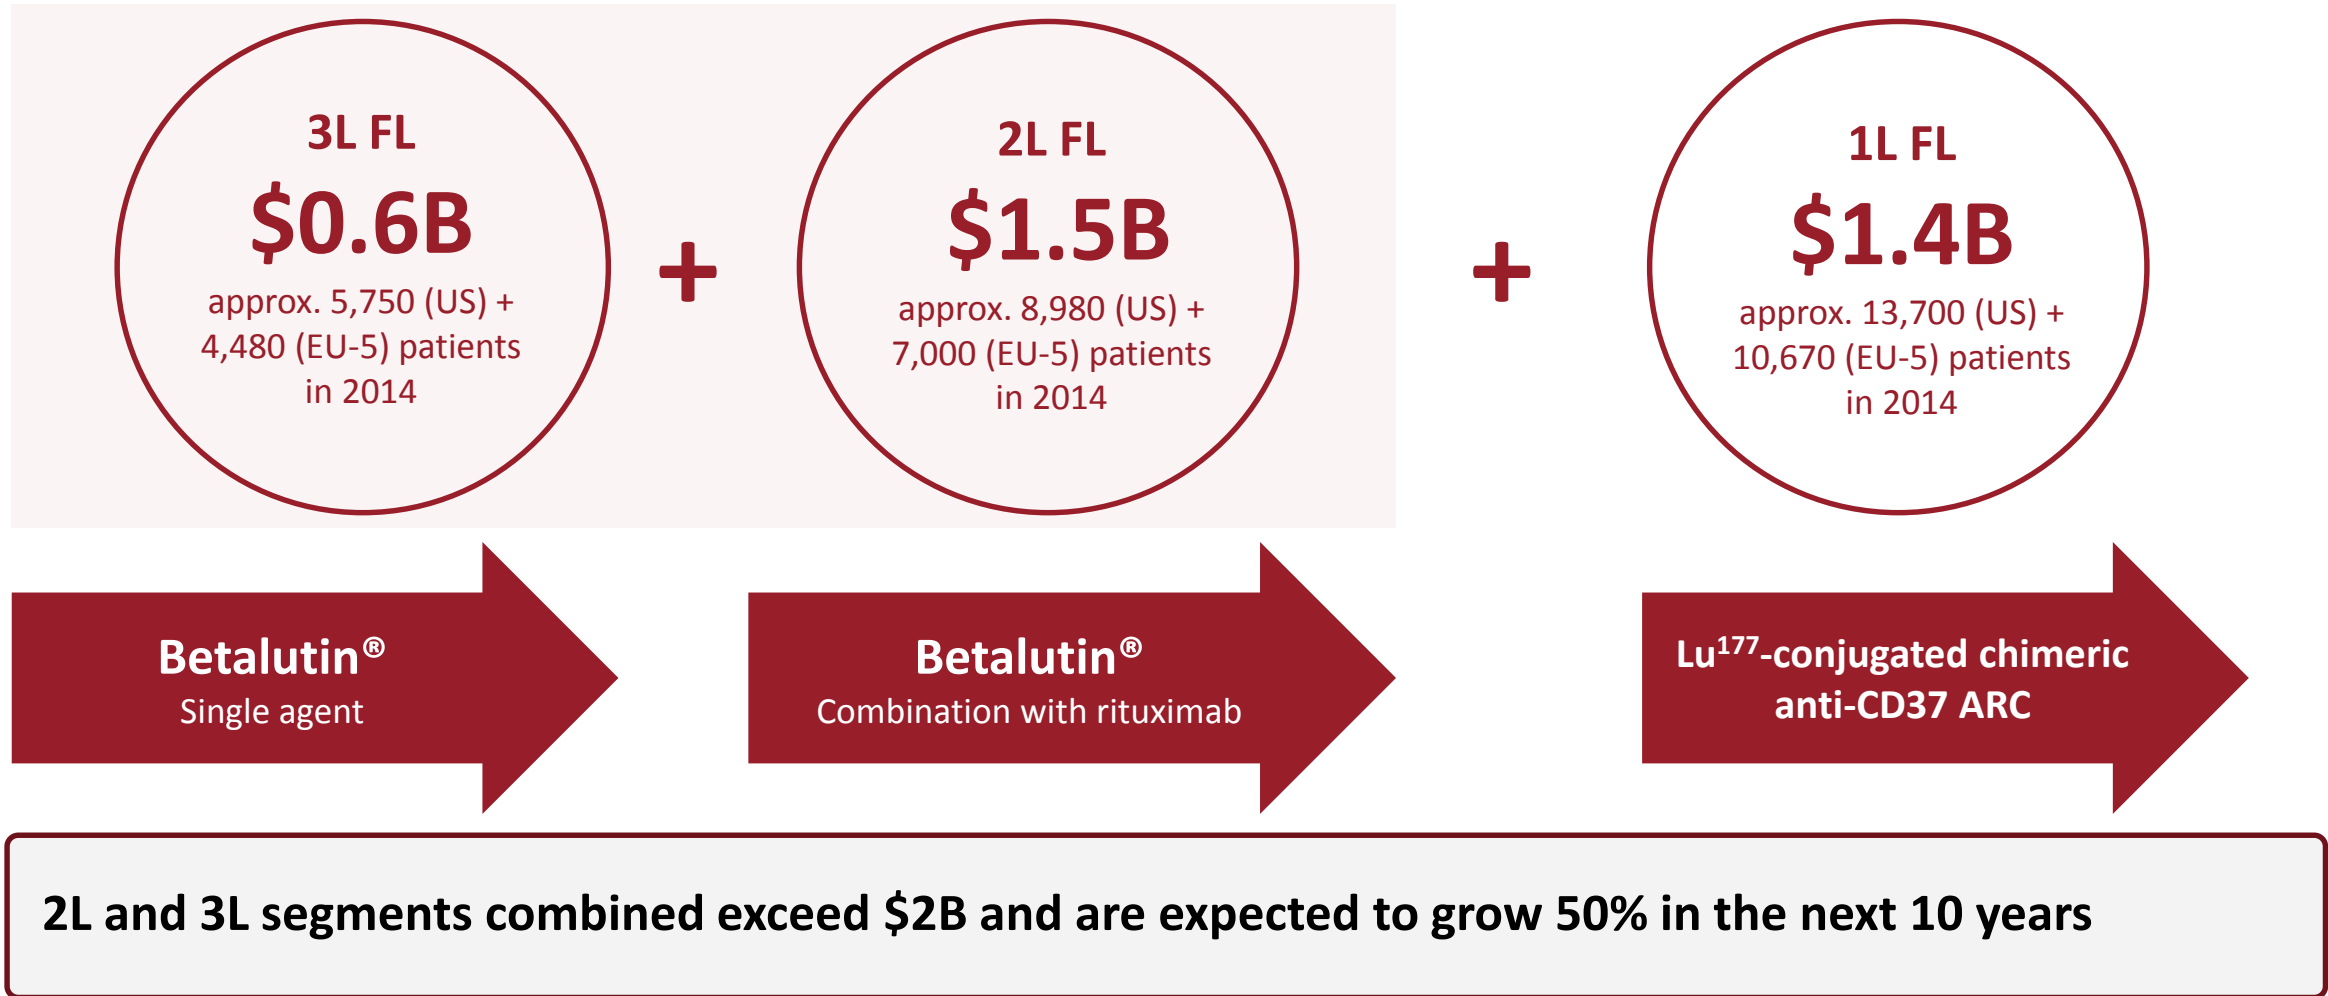 3L FL
$0.6B
approx. 5,750 (US) +
4,480 (EU-5) patients
in 2014
+
2L FL
$1.5B
approx. 8,980 (US) +
7,000 (EU-5) patients
in 2014
+
1L FL
$1.4B
approx. 13,700 (US) +
10,670 (EU-5) patients
in 2014
Betalutin®
Single agent
Betalutin®
Combination with rituximab
Lu¹⁷⁷-conjugated chimeric
anti-CD37 ARC
2L and 3L segments combined exceed $2B and are expected to grow 50% in the next 10 years